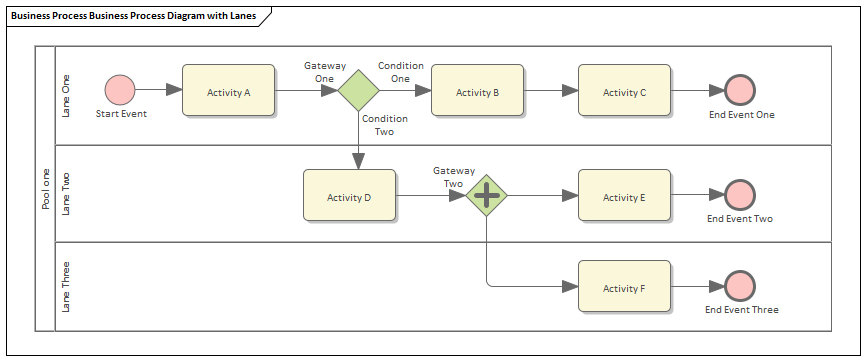 Business Process Business Process Diagram with Lanes
Pool one
Lane One
Start Event
Activity A
Gateway
One
Condition
One
Condition
Two
Activity B
Activity C
End Event One
Lane Two
Activity D
Gateway
Two
Activity E
End Event Two
Lane Three
Activity F
End Event Three